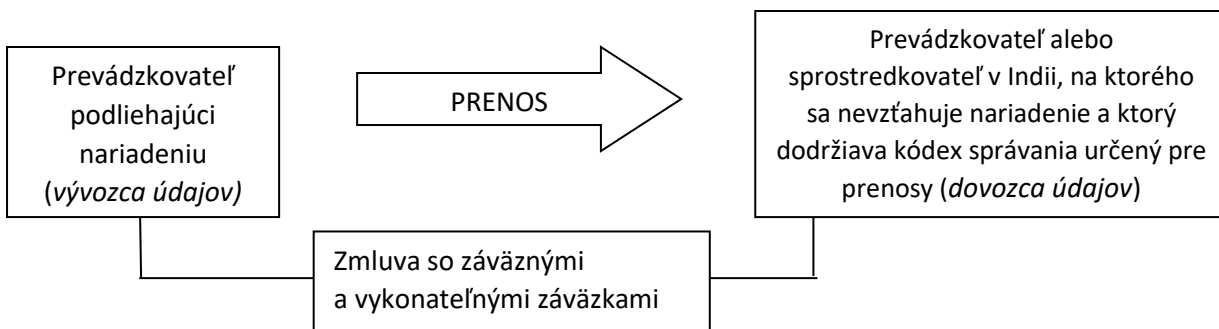 Prevádzkovateľ
podliehajúci
nariadeniu
(vývozca údajov)
PRENOS
Prevádzkovateľ alebo
sprostredkovateľ v Indii, na ktorého
sa nevzťahuje nariadenie a ktorý
dodržiava kódex správania určený pre
prenosy (dovozca údajov)
Zmluva so záväznými
a vykonateľnými záväzkami